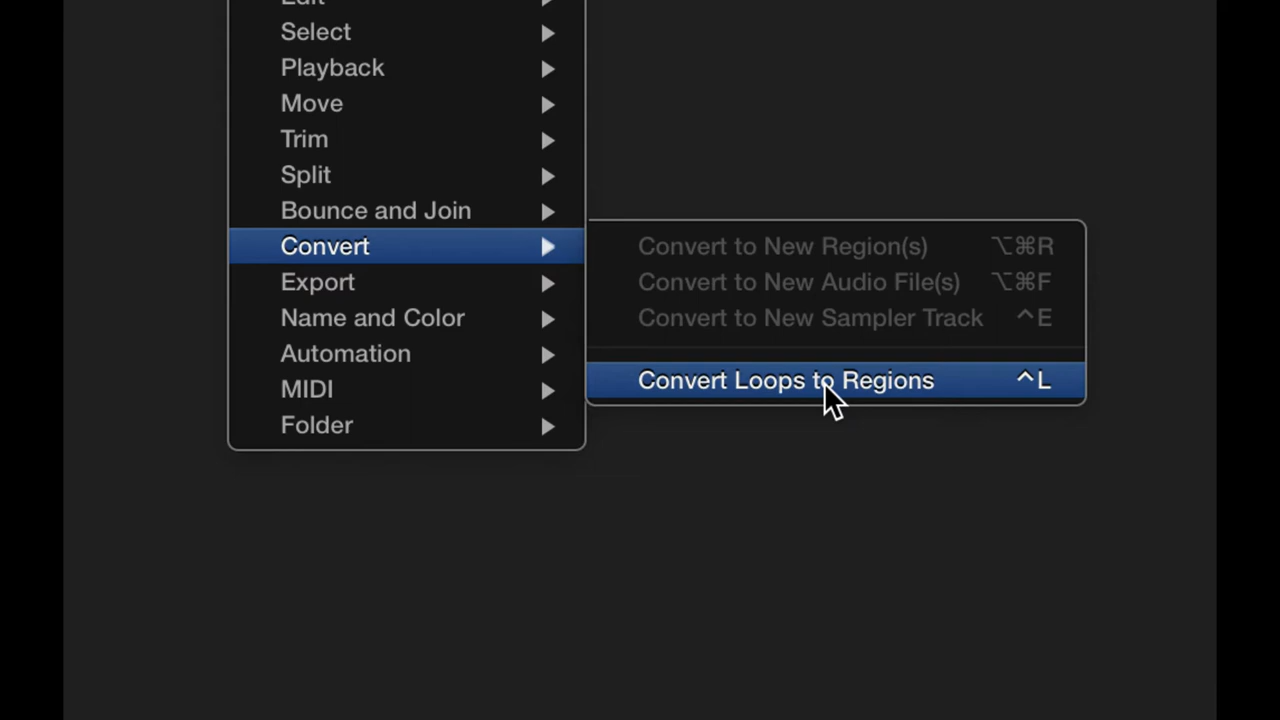 Edit
Select
Playback
Move
Trim
Split
Bounce and Join
Convert
Export
Name and Color
Automation
MIDI
Folder
Convert to New Region(s) ⌥⌘R
Convert to New Audio File(s) ⌥⌘F
Convert to New Sampler Track ^E
Convert Loops to Regions ^L